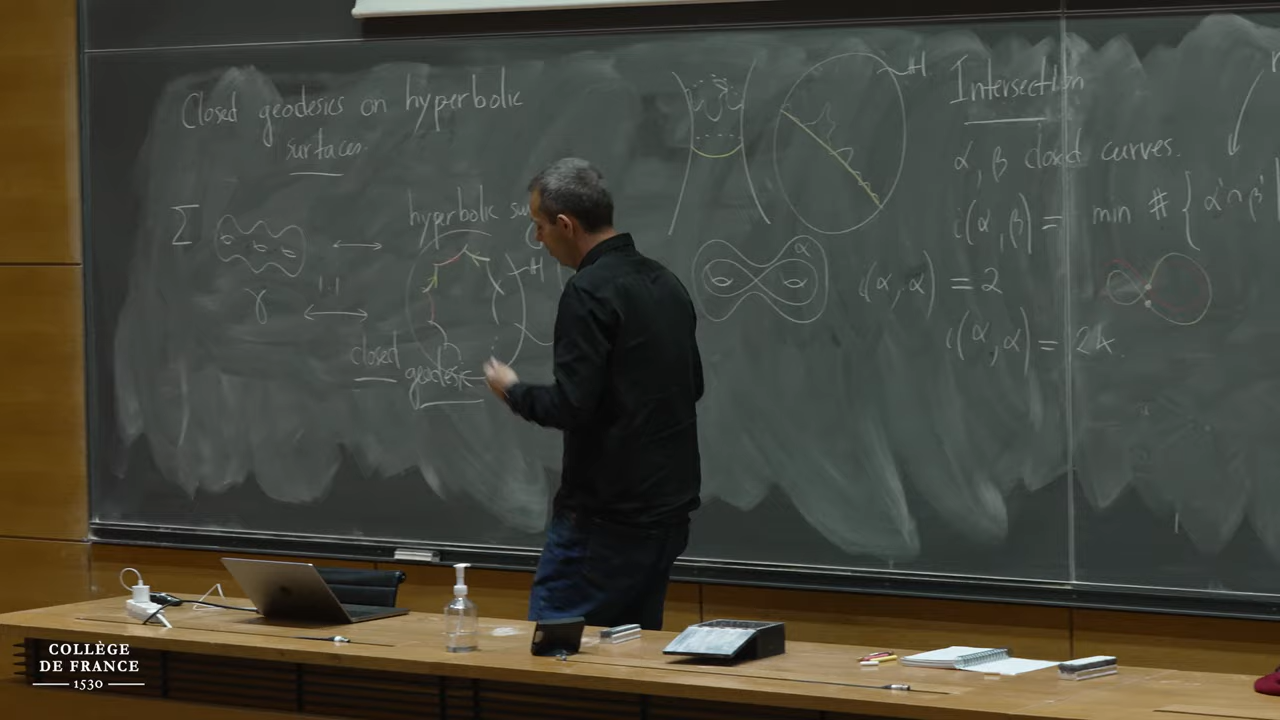 Closed geodesics on hyperbolic
surfaces.
Σ
hyperbolic
γ
1:1
closed
geodesic
H
H
α
Intersection
α, β closed curves.
i(α, β) = min # { α' ∩ β'
i(α, α) = 2
i(α, α) = 2k.
COLLÈGE
DE FRANCE
1530